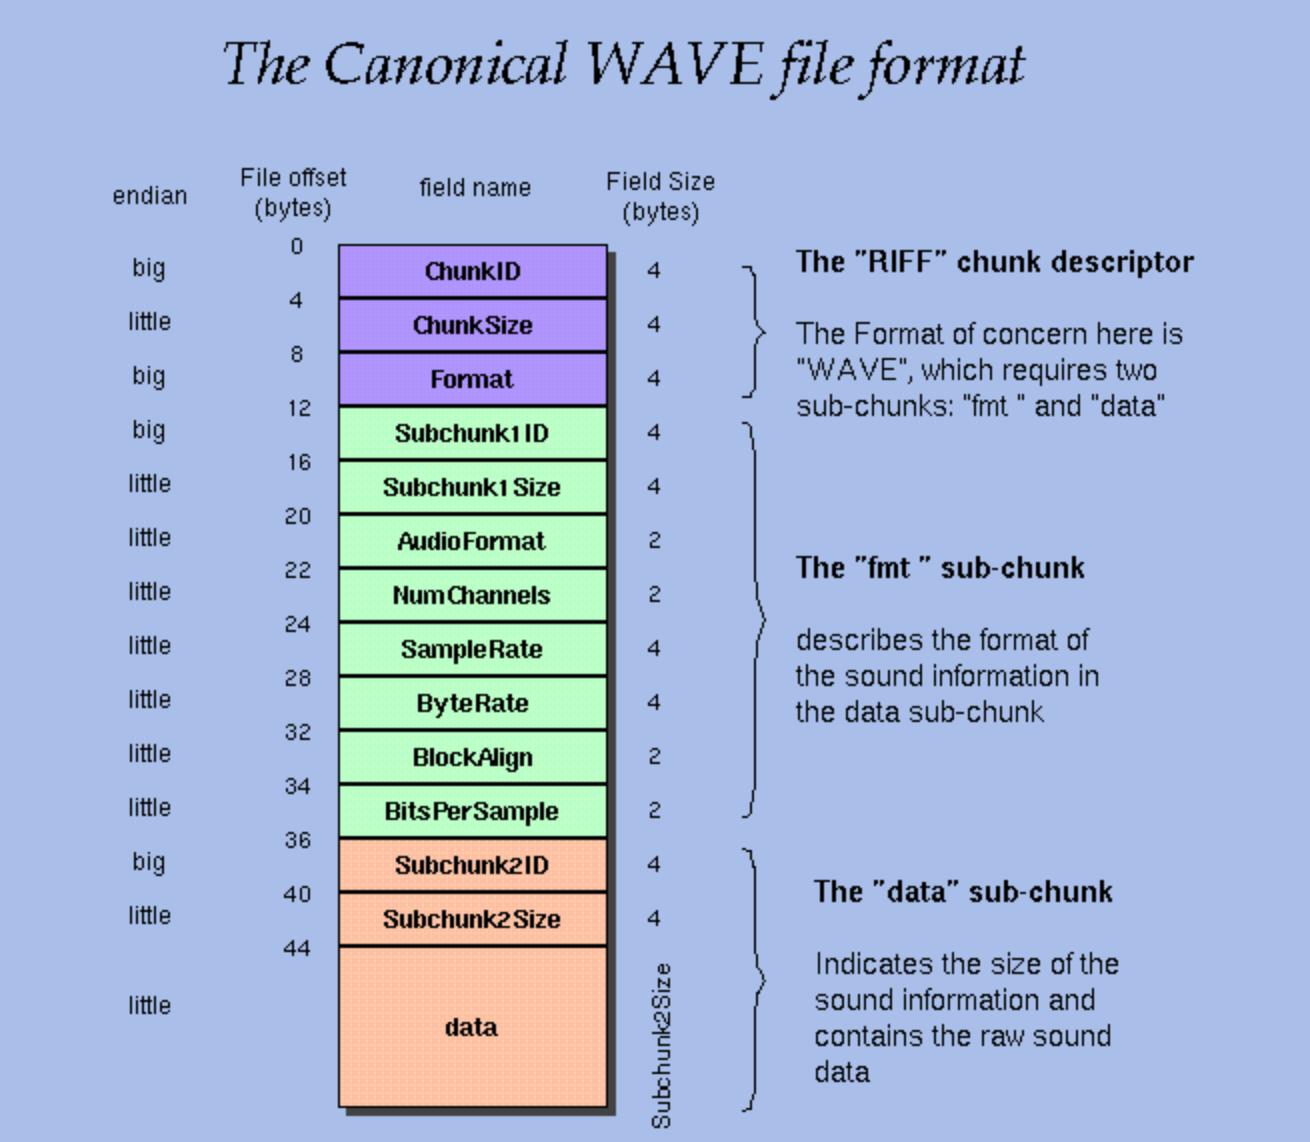 The Canonical WAVE file format
endian
File offset
(bytes)
field name
Field Size
(bytes)
0
big
ChunkID
4
4
little
ChunkSize
4
8
big
Format
4
12
big
Subchunk1ID
4
16
little
Subchunk1Size
4
20
little
AudioFormat
2
22
little
NumChannels
2
24
little
SampleRate
4
28
little
ByteRate
4
32
little
BlockAlign
2
34
little
BitsPerSample
2
36
big
Subchunk2ID
4
40
little
Subchunk2Size
4
44
little
data
Subchunk2Size
The "RIFF" chunk descriptor
The Format of concern here is
"WAVE", which requires two
sub-chunks: "fmt " and "data"
The "fmt " sub-chunk
describes the format of
the sound information in
the data sub-chunk
The "data" sub-chunk
Indicates the size of the
sound information and
contains the raw sound
data